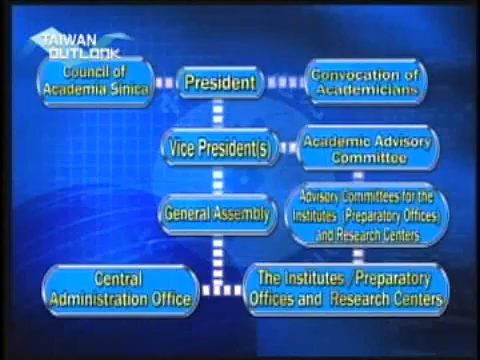 TAIWAN
OUTLOOK
Council of
Academia Sinica
President
Convocation of
Academicians
Vice President(s)
Academic Advisory
Committee
General Assembly
Advisory Committees for the
Institutes (Preparatory Offices)
and Research Centers
Central
Administration Office
The Institutes /Preparatory
Offices and Research Centers